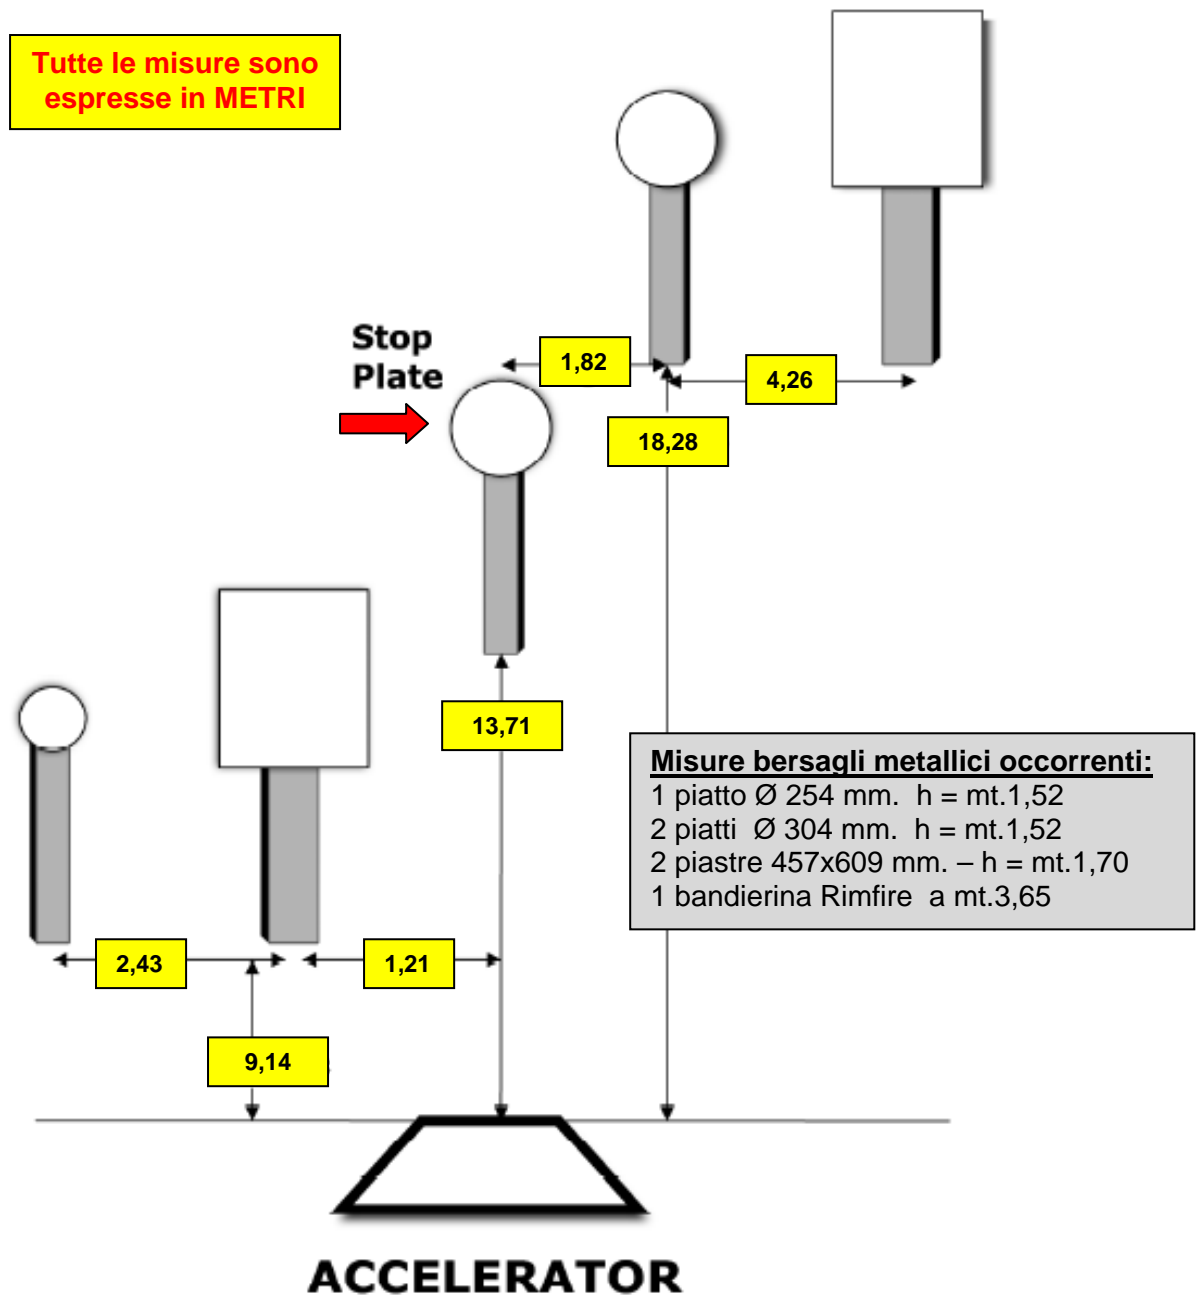 Tutte le misure sono
espresse in METRI
Stop
Plate
1,82
4,26
18,28
13,71
Misure bersagli metallici occorrenti:
1 piatto Ø 254 mm.  h = mt.1,52
2 piatti  Ø 304 mm.  h = mt.1,52
2 piastre 457x609 mm. – h = mt.1,70
1 bandierina Rimfire  a mt.3,65
2,43
1,21
9,14
ACCELERATOR